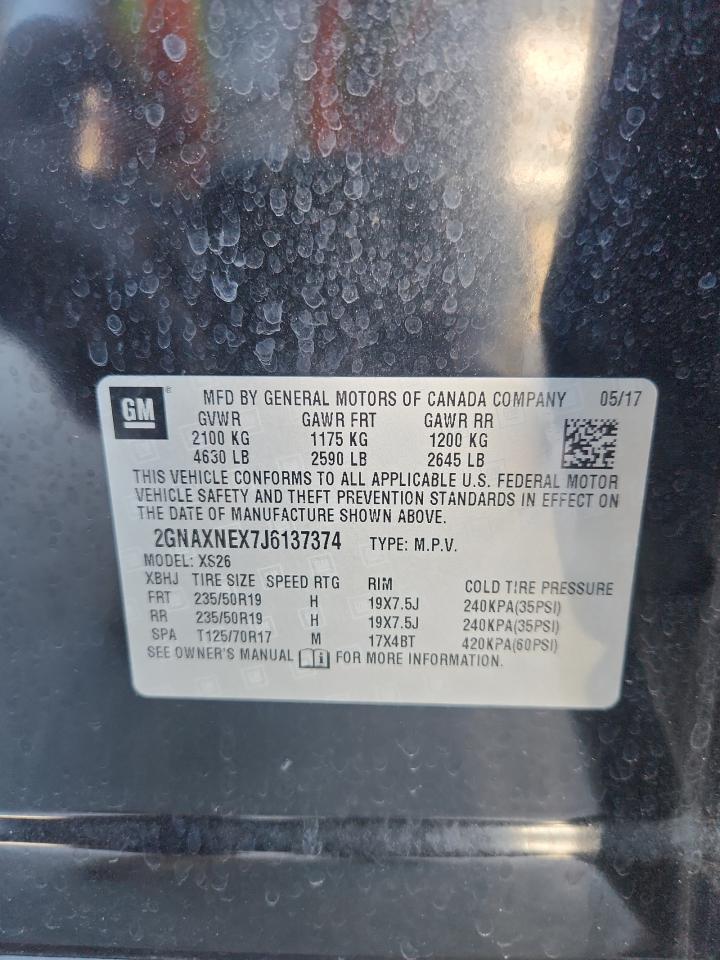 GM ® MFD BY GENERAL MOTORS OF CANADA COMPANY 05/17
GVWR GAWR FRT GAWR RR
2100 KG 1175 KG 1200 KG
4630 LB 2590 LB 2645 LB
THIS VEHICLE CONFORMS TO ALL APPLICABLE U.S. FEDERAL MOTOR
VEHICLE SAFETY AND THEFT PREVENTION STANDARDS IN EFFECT ON
THE DATE OF MANUFACTURE SHOWN ABOVE.
2GNAXNEX7J6137374 TYPE: M.P.V.
MODEL: XS26
XBHJ TIRE SIZE SPEED RTG RIM COLD TIRE PRESSURE
FRT 235/50R19 H 19X7.5J 240KPA(35PSI)
RR 235/50R19 H 19X7.5J 240KPA(35PSI)
SPA T125/70R17 M 17X4BT 420KPA(60PSI)
SEE OWNER'S MANUAL FOR MORE INFORMATION.